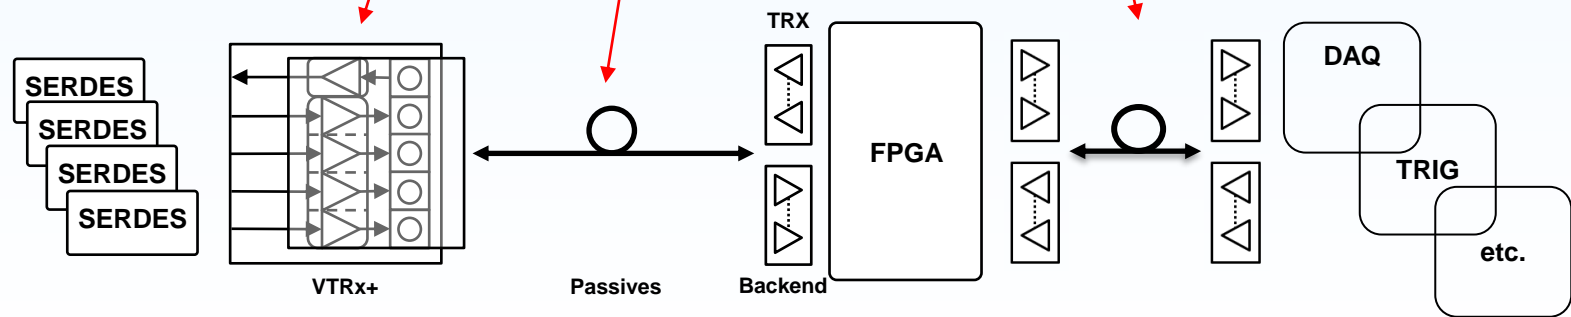 TRX
SERDES
SERDES
SERDES
SERDES
FPGA
DAQ
TRIG
etc.
VTRx+
Passives
Backend